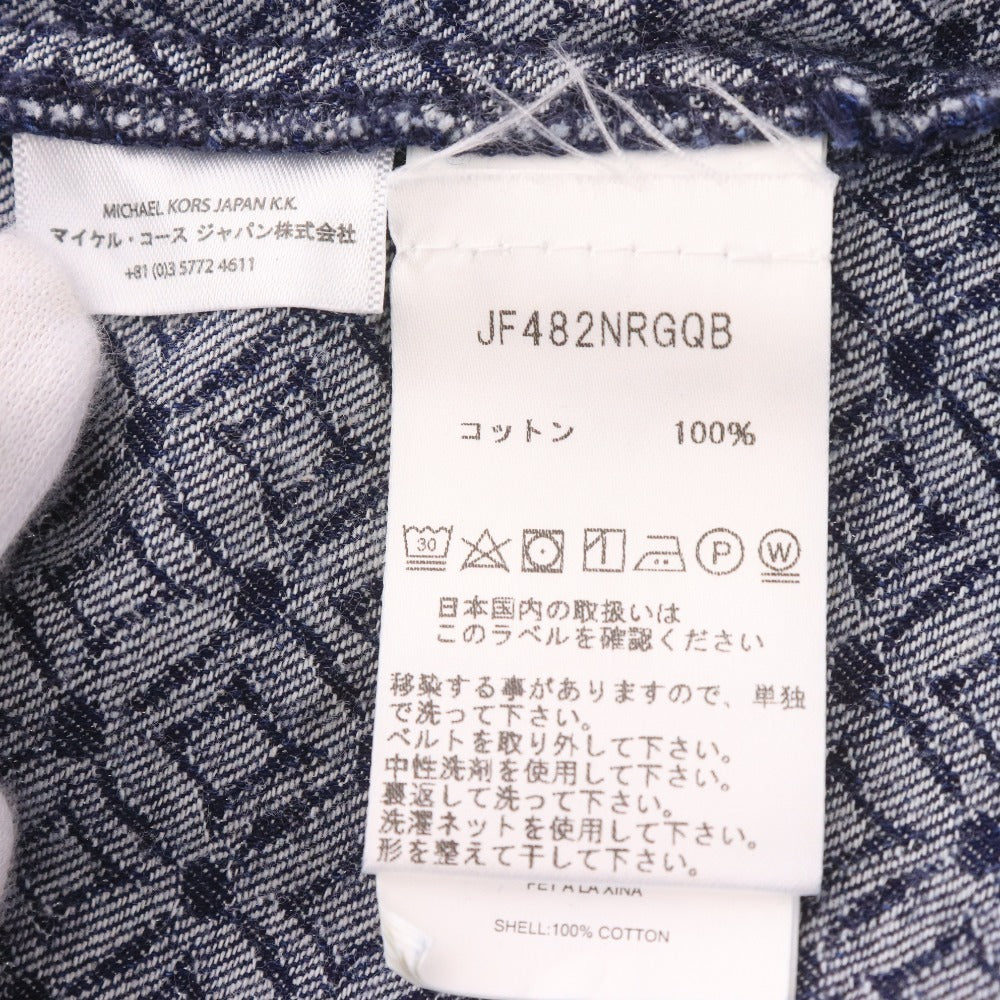 MICHAEL KORS JAPAN K.K.
マイケル・コース ジャパン株式会社
+81 (0)3 5772 4611
JF482NRGQB
コットン 100%
30 P W
日本国内の取扱いは
このラベルを確認ください
移染する事がありますので、単独
で洗って下さい。
ベルトを取り外して下さい。
中性洗剤を使用して下さい。
裏返して洗って下さい。
洗濯ネットを使用して下さい。
形を整えて干して下さい。
FET A LA XINA
SHELL:100% COTTON